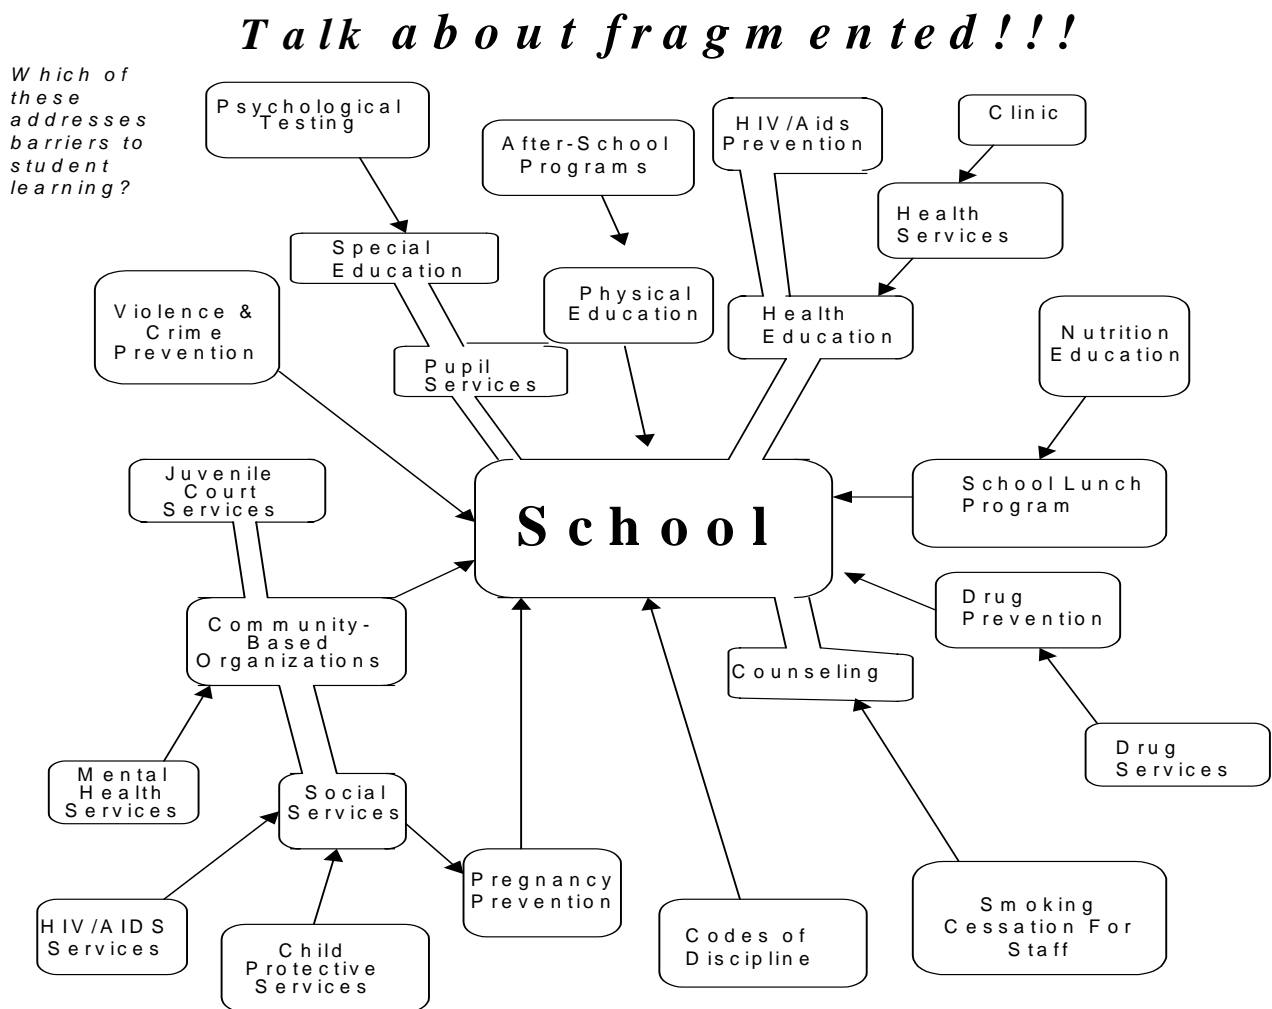 Talk about fragmented!!!
Which of
these
addresses
barriers to
student
learning?
Psychological
Testing
After-School
Programs
HIV/Aids
Prevention
Clinic
Health
Services
Special
Education
Violence &
Crime
Prevention
Physical
Education
Health
Education
Nutrition
Education
Pupil
Services
Juvenile
Court
Services
School
School Lunch
Program
Community-
Based
Organizations
Drug
Prevention
Counseling
Drug
Services
Mental
Health
Services
Social
Services
Pregnancy
Prevention
HIV/AIDS
Services
Child
Protective
Services
Codes of
Discipline
Smoking
Cessation For
Staff